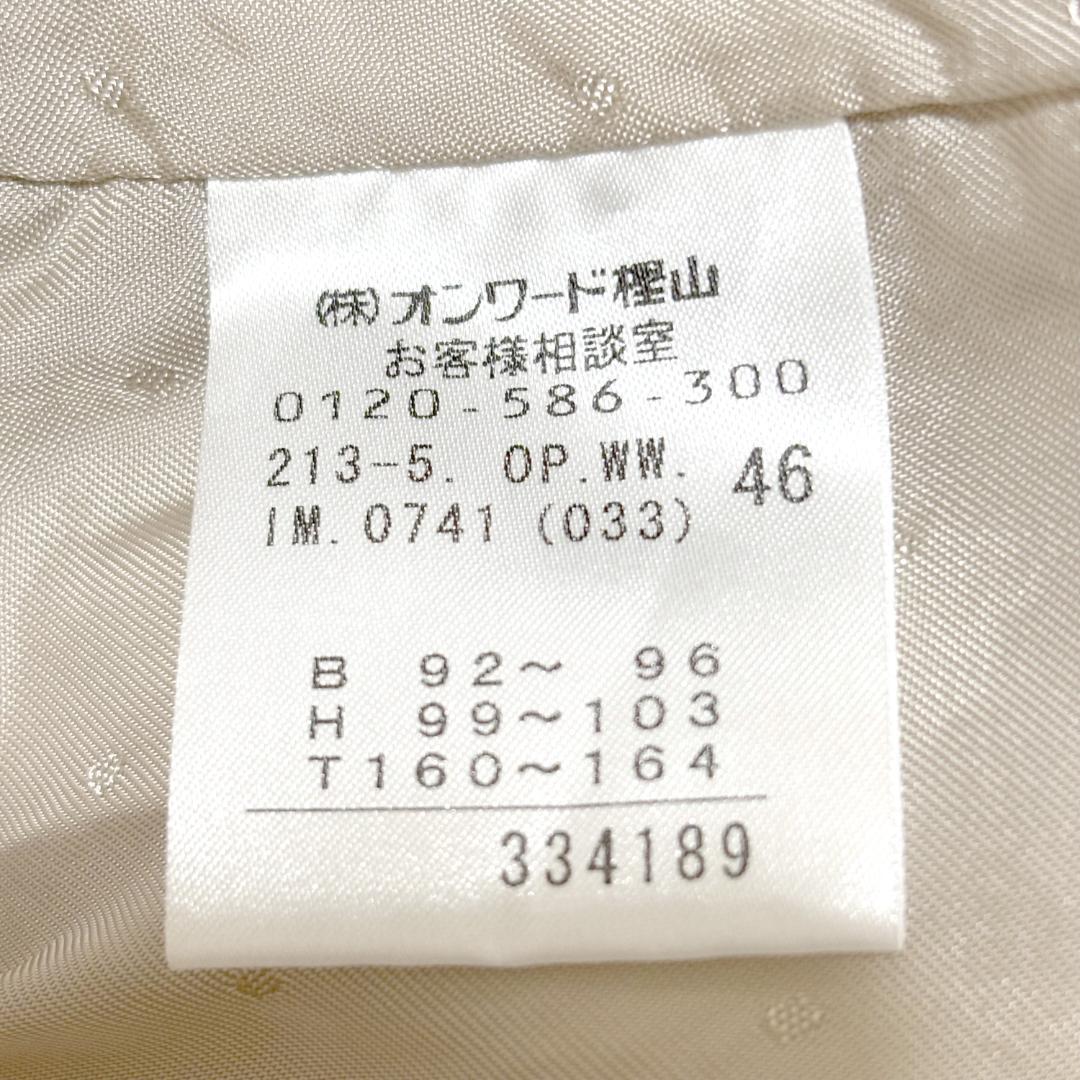 (株)オンワード樫山
お客様相談室
0120-586-300
213-5. OP.WW. 46
IM. 0741 (033)
B 92〜 96
H 99〜103
T160〜164
334189